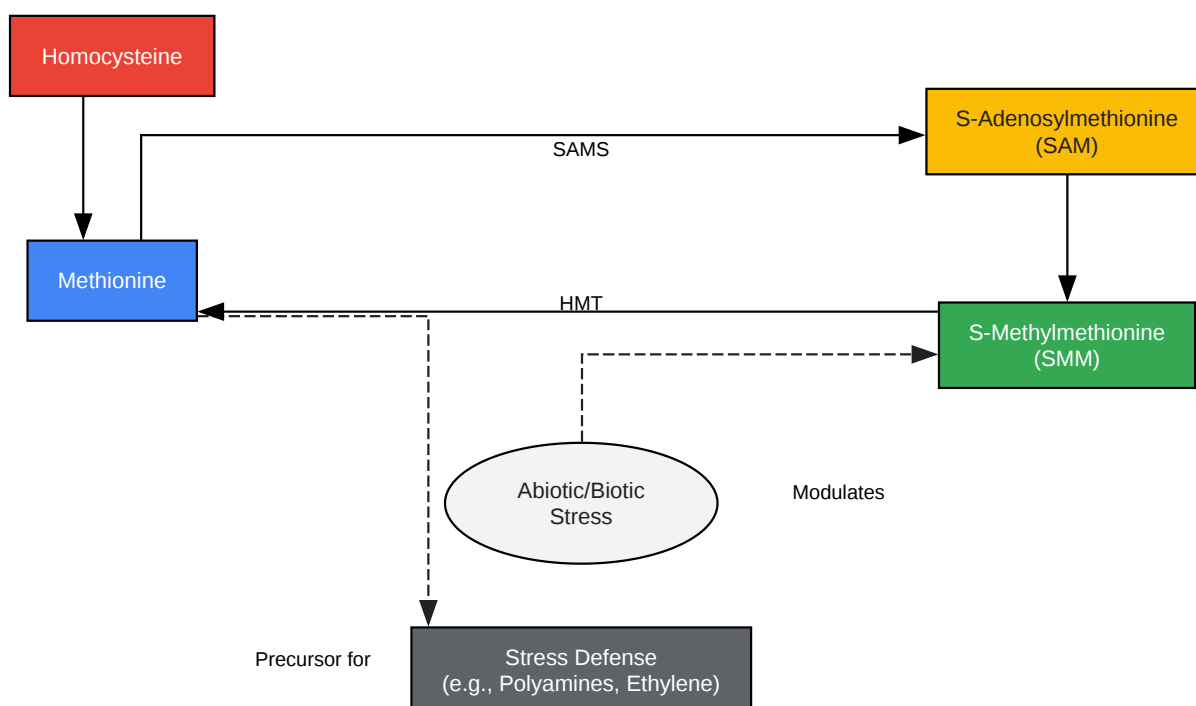 Homocysteine
S-Adenosylmethionine
(SAM)
SAMS
Methionine
HMT
S-Methylmethionine
(SMM)
Abiotic/Biotic
Stress
Modulates
Precursor for
Stress Defense
(e.g., Polyamines, Ethylene)